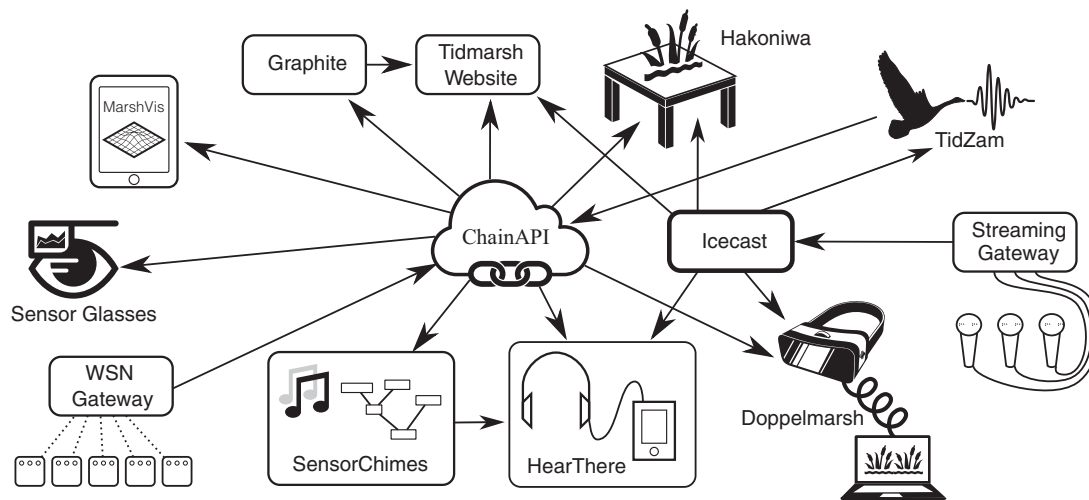 Graphite
Tidmarsh
Website
Hakoniwa
MarshVis
TidZam
ChainAPI
Icecast
Streaming
Gateway
Sensor Glasses
WSN
Gateway
SensorChimes
HearThere
Doppelmarsh